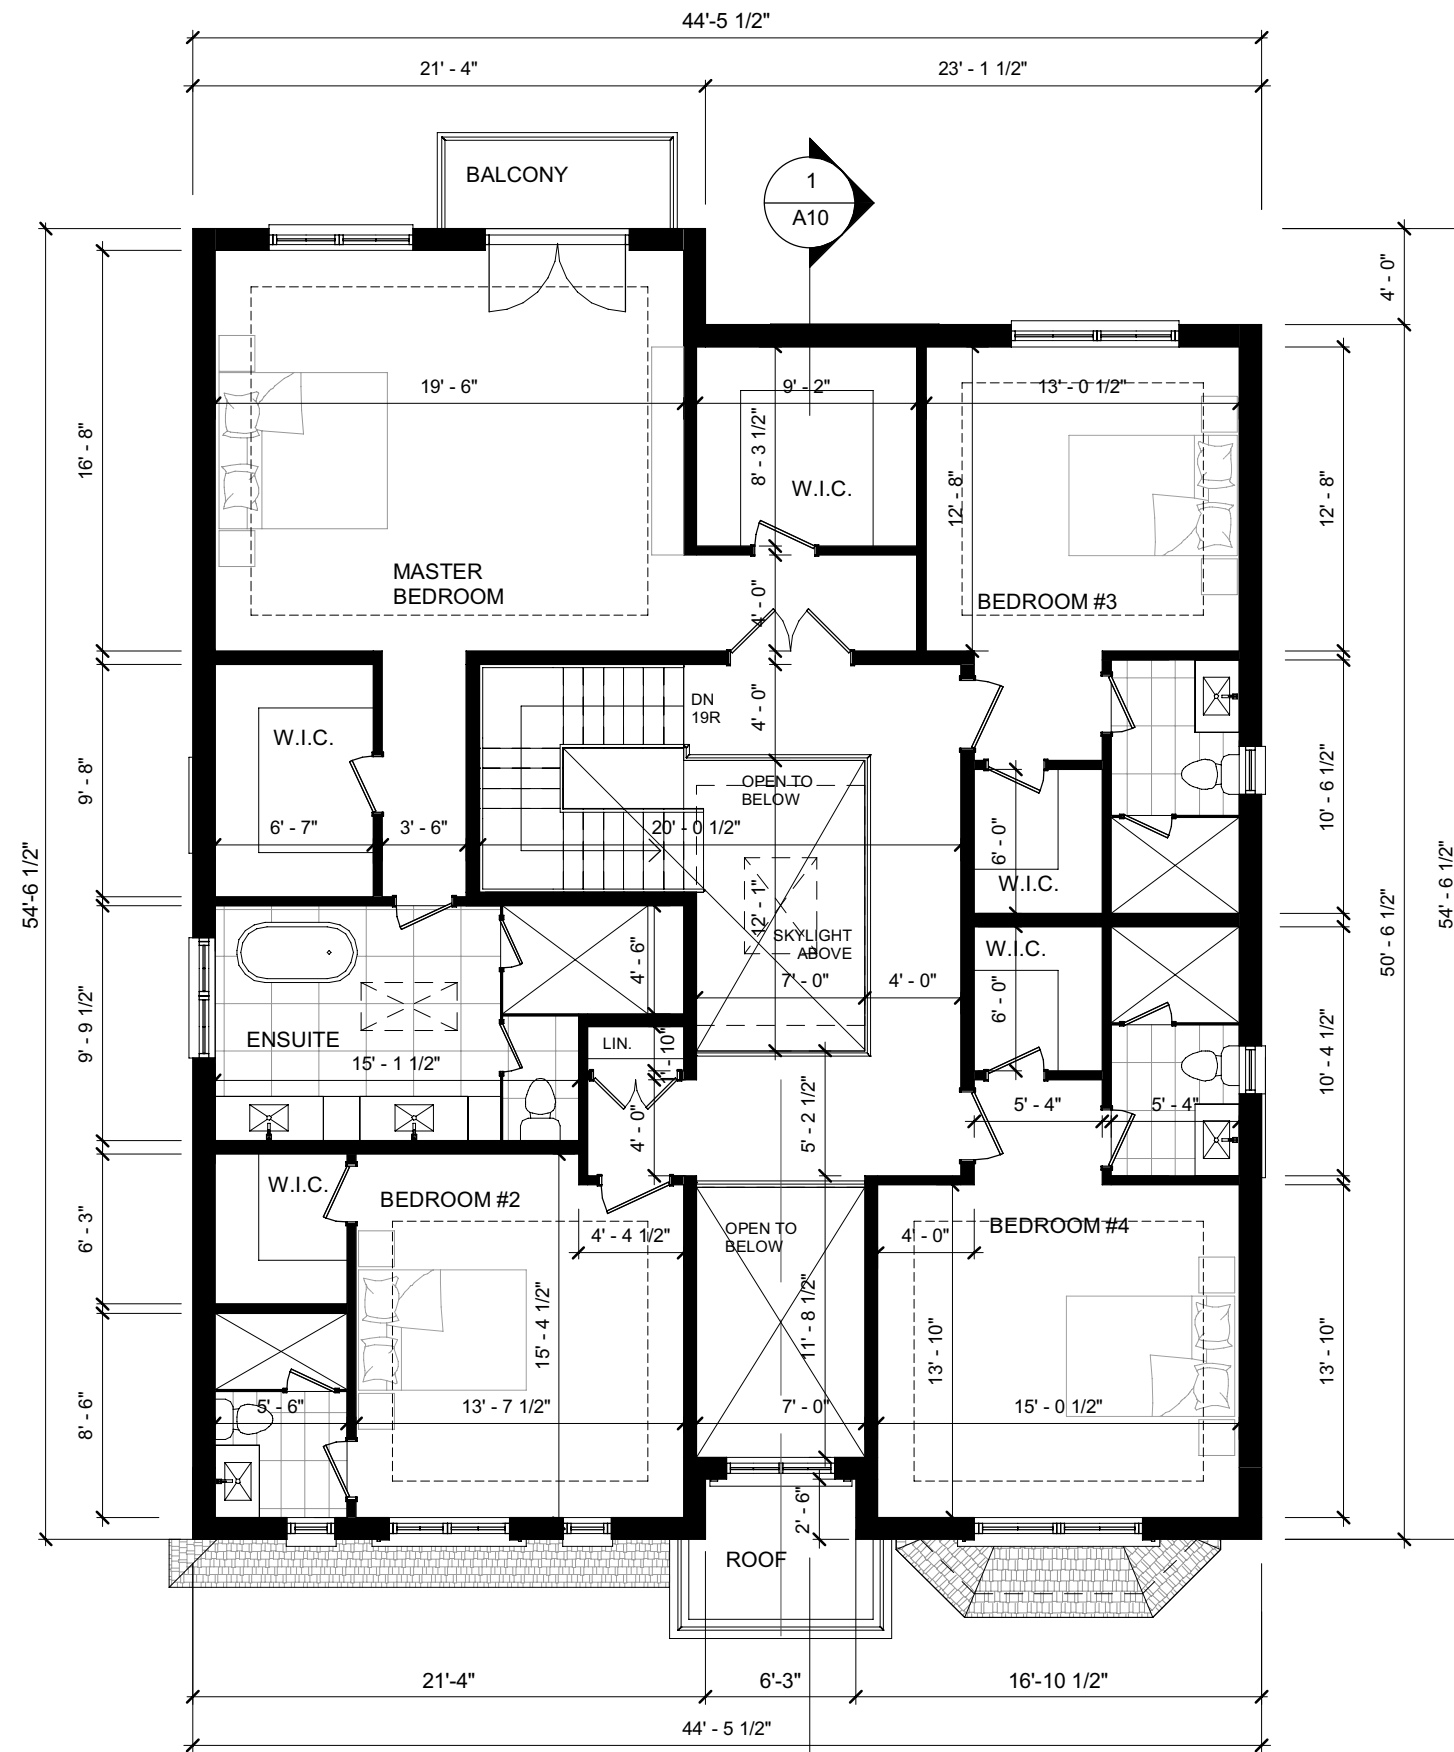 44'-5 1/2"
21' - 4"
23' - 1 1/2"
BALCONY
1
A10
4' - 0"
19' - 6"
9' - 2"
13' - 0 1/2"
16' - 8"
8' - 3 1/2"
W.I.C.
12' - 8"
12' - 8"
MASTER
BEDROOM
4' - 0"
BEDROOM #3
DN
19R
4' - 0"
W.I.C.
OPEN TO
BELOW
9' - 8"
6' - 7"
3' - 6"
20' - 0 1/2"
6' - 0"
10' - 6 1/2"
W.I.C.
54'-6 1/2"
12' - 1"
SKYLIGHT
ABOVE
4' - 6"
W.I.C.
54' - 6 1/2"
50' - 6 1/2"
7' - 0"
4' - 0"
6' - 0"
9' - 9 1/2"
ENSUITE
LIN.
1' - 10"
15' - 1 1/2"
10' - 4 1/2"
5' - 4"
5' - 4"
4' - 0"
5' - 2 1/2"
W.I.C.
BEDROOM #2
6' - 3"
4' - 4 1/2"
OPEN TO
BELOW
4' - 0"
BEDROOM #4
15' - 4 1/2"
11' - 8 1/2"
13' - 10"
13' - 10"
8' - 6"
5' - 6"
13' - 7 1/2"
7' - 0"
15' - 0 1/2"
2' - 6"
ROOF
21'-4"
6'-3"
16'-10 1/2"
44' - 5 1/2"